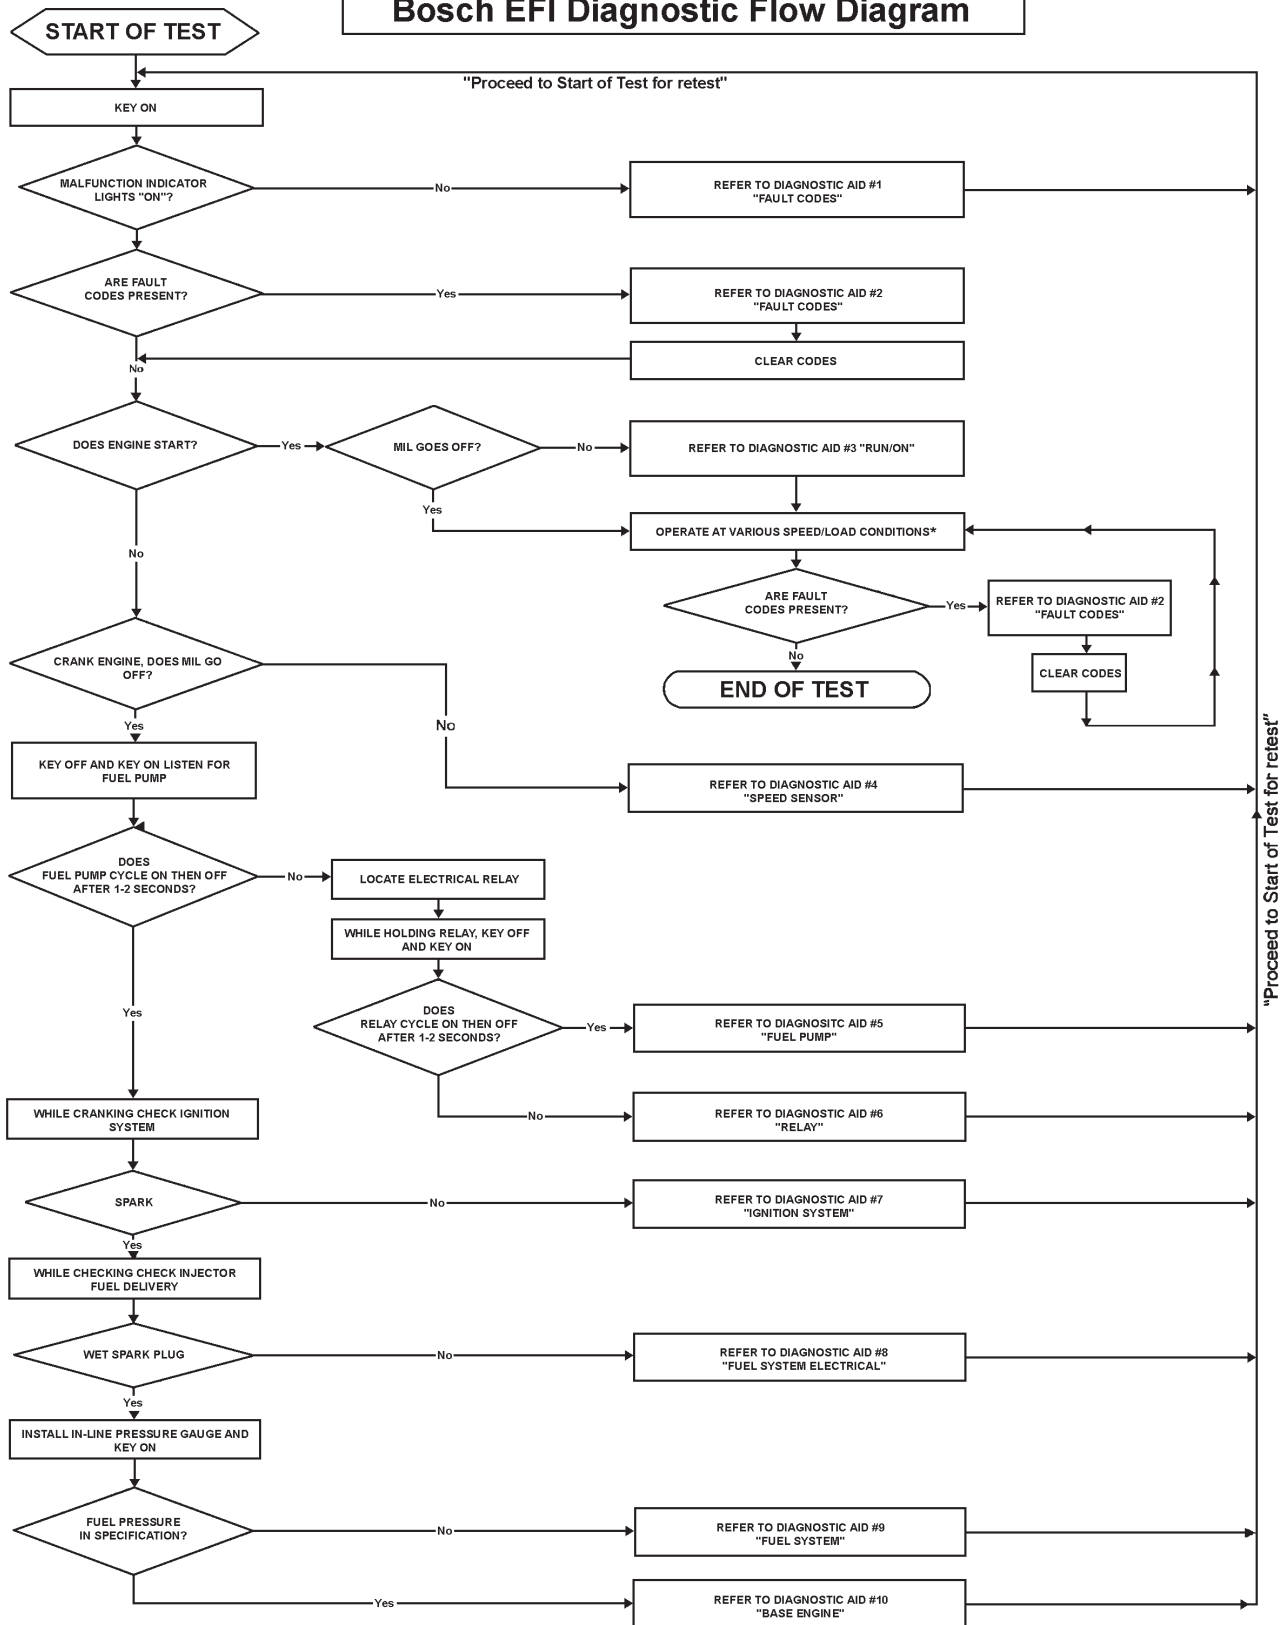 Bosch EFI Diagnostic Flow Diagram
START OF TEST
"Proceed to Start of Test for retest"
KEY ON
MALFUNCTION INDICATOR
LIGHTS "ON"?
No
REFER TO DIAGNOSTIC AID #1
"FAULT CODES"
ARE FAULT
CODES PRESENT?
Yes
REFER TO DIAGNOSTIC AID #2
"FAULT CODES"
CLEAR CODES
No
DOES ENGINE START?
Yes
MIL GOES OFF?
No
REFER TO DIAGNOSTIC AID #3 "RUN/ON"
Yes
OPERATE AT VARIOUS SPEED/LOAD CONDITIONS*
No
ARE FAULT
CODES PRESENT?
Yes
REFER TO DIAGNOSTIC AID #2
"FAULT CODES"
No
CLEAR CODES
END OF TEST
CRANK ENGINE, DOES MIL GO
OFF?
No
Yes
KEY OFF AND KEY ON LISTEN FOR
FUEL PUMP
REFER TO DIAGNOSTIC AID #4
"SPEED SENSOR"
"Proceed to Start of Test for retest"
DOES
FUEL PUMP CYCLE ON THEN OFF
AFTER 1-2 SECONDS?
No
LOCATE ELECTRICAL RELAY
WHILE HOLDING RELAY, KEY OFF
AND KEY ON
Yes
DOES
RELAY CYCLE ON THEN OFF
AFTER 1-2 SECONDS?
Yes
REFER TO DIAGNOSITC AID #5
"FUEL PUMP"
No
REFER TO DIAGNOSTIC AID #6
"RELAY"
WHILE CRANKING CHECK IGNITION
SYSTEM
SPARK
No
REFER TO DIAGNOSTIC AID #7
"IGNITION SYSTEM"
Yes
WHILE CHECKING CHECK INJECTOR
FUEL DELIVERY
WET SPARK PLUG
No
REFER TO DIAGNOSTIC AID #8
"FUEL SYSTEM ELECTRICAL"
Yes
INSTALL IN-LINE PRESSURE GAUGE AND
KEY ON
FUEL PRESSURE
IN SPECIFICATION?
No
REFER TO DIAGNOSTIC AID #9
"FUEL SYSTEM"
Yes
REFER TO DIAGNOSTIC AID #10
"BASE ENGINE"